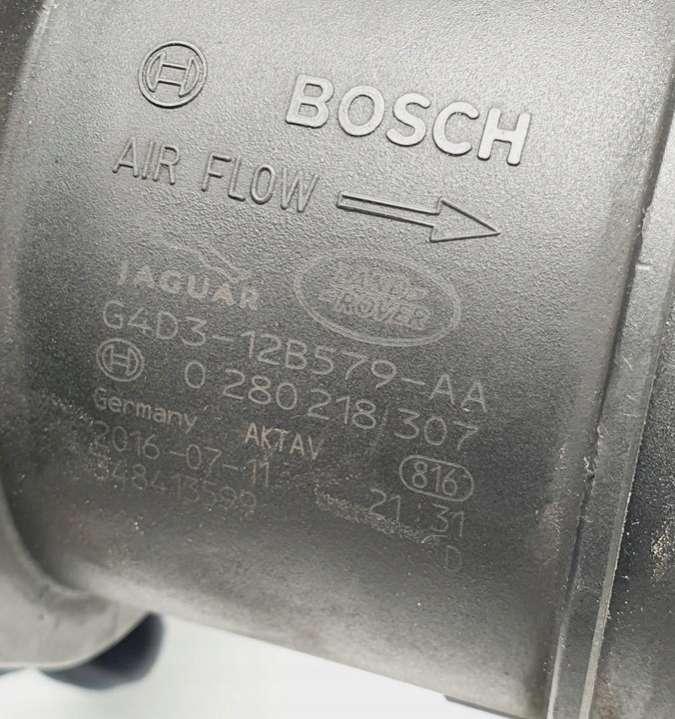 BOSCH
AIR FLOW
JAGUAR
LAND
ROVER
G4D3-12B579-AA
0 280 218 307
Germany AKTAV 816
2016-07-11 21:31
D